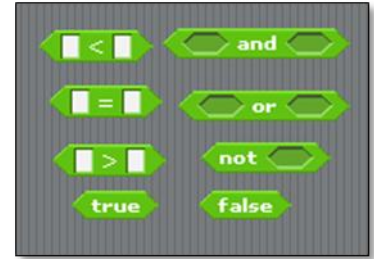 < and
= or
> not
true false